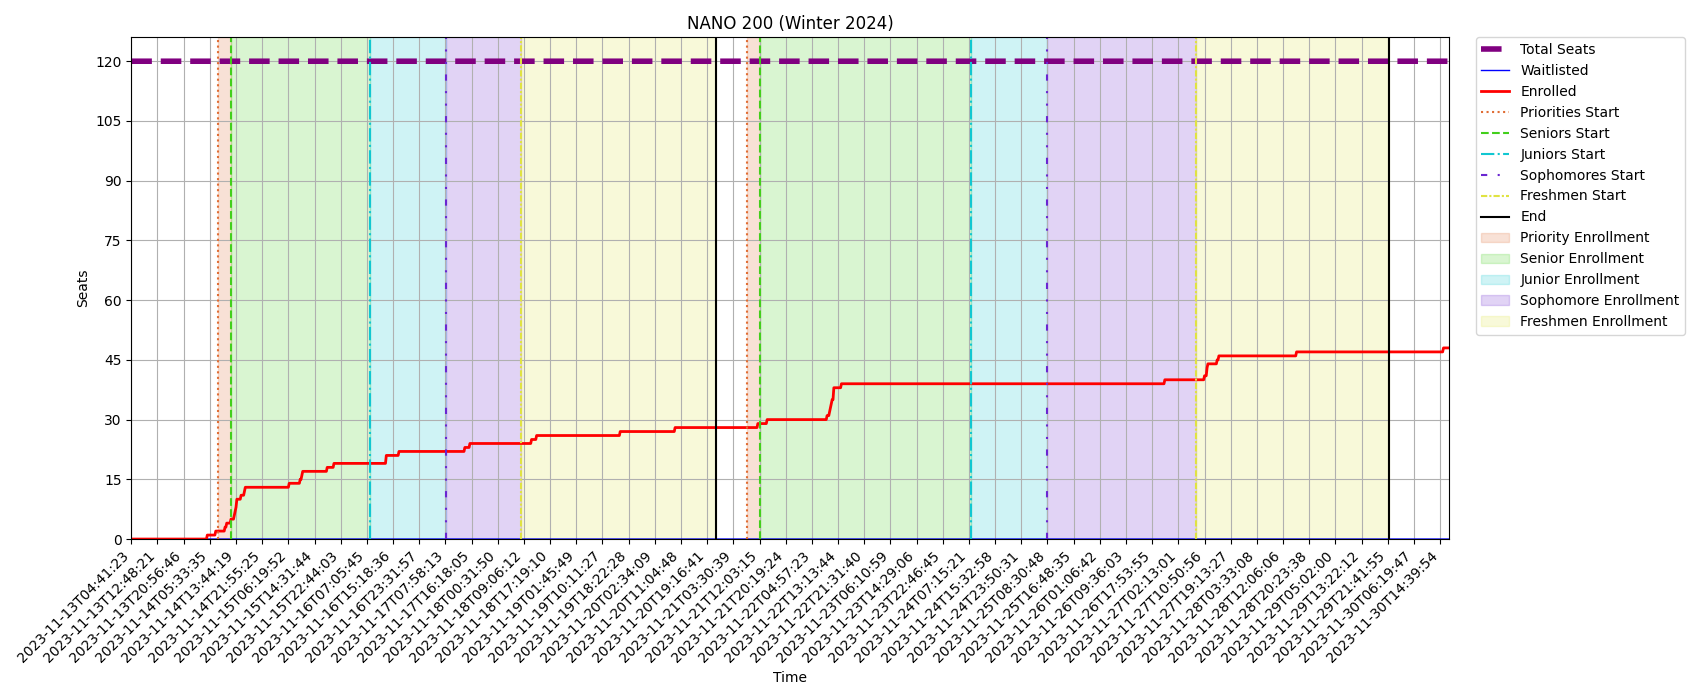 NANO 200 (Winter 2024)
Seats
120
105
90
75
60
45
30
15
0
2023-11-13T04:41:23
2023-11-13T12:48:21
2023-11-13T20:56:46
2023-11-14T05:33:35
2023-11-14T13:44:19
2023-11-14T21:55:25
2023-11-15T06:19:52
2023-11-15T14:31:44
2023-11-15T22:44:03
2023-11-16T07:05:45
2023-11-16T15:18:36
2023-11-16T23:31:57
2023-11-17T07:58:13
2023-11-17T16:18:05
2023-11-18T00:31:50
2023-11-18T09:06:12
2023-11-18T17:19:10
2023-11-19T01:45:49
2023-11-19T10:11:27
2023-11-19T18:22:28
2023-11-20T02:34:09
2023-11-20T11:04:48
2023-11-20T19:16:41
2023-11-21T03:30:39
2023-11-21T12:03:15
2023-11-21T20:19:24
2023-11-22T04:57:23
2023-11-22T13:13:44
2023-11-22T21:31:40
2023-11-23T06:10:59
2023-11-23T14:29:06
2023-11-23T22:46:45
2023-11-24T07:15:21
2023-11-24T15:32:58
2023-11-24T23:50:31
2023-11-25T08:30:48
2023-11-25T16:48:35
2023-11-26T01:06:42
2023-11-26T09:36:03
2023-11-26T17:53:55
2023-11-27T02:13:01
2023-11-27T10:50:56
2023-11-27T19:13:27
2023-11-28T03:33:08
2023-11-28T12:06:06
2023-11-28T20:23:38
2023-11-29T05:02:00
2023-11-29T13:22:12
2023-11-29T21:41:55
2023-11-30T06:19:47
2023-11-30T14:39:54
Time
Total Seats
Waitlisted
Enrolled
Priorities Start
Seniors Start
Juniors Start
Sophomores Start
Freshmen Start
End
Priority Enrollment
Senior Enrollment
Junior Enrollment
Sophomore Enrollment
Freshmen Enrollment